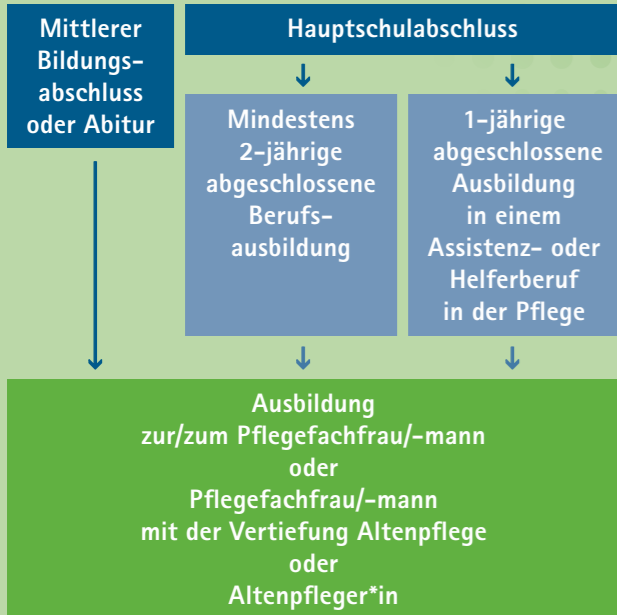 Mittlerer
Bildungs-
abschluss
oder Abitur
Hauptschulabschluss
Mindestens
2-jährige
abgeschlossene
Berufs-
ausbildung
1-jährige
abgeschlossene
Ausbildung
in einem
Assistenz- oder
Helferberuf
in der Pflege
Ausbildung
zur/zum Pflegefachfrau/-mann
oder
Pflegefachfrau/-mann
mit der Vertiefung Altenpflege
oder
Altenpfleger*in